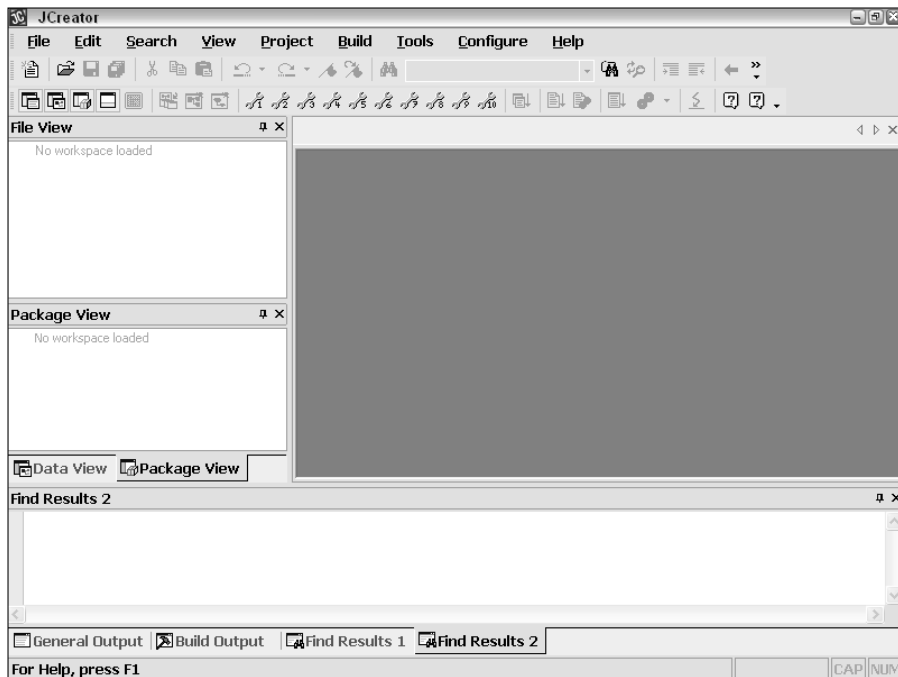 JC JCreator
File Edit Search View Project Build Tools Configure Help
File View
No workspace loaded
Package View
No workspace loaded
Data View Package View
Find Results 2
General Output Build Output Find Results 1 Find Results 2
For Help, press F1 CAP NUM